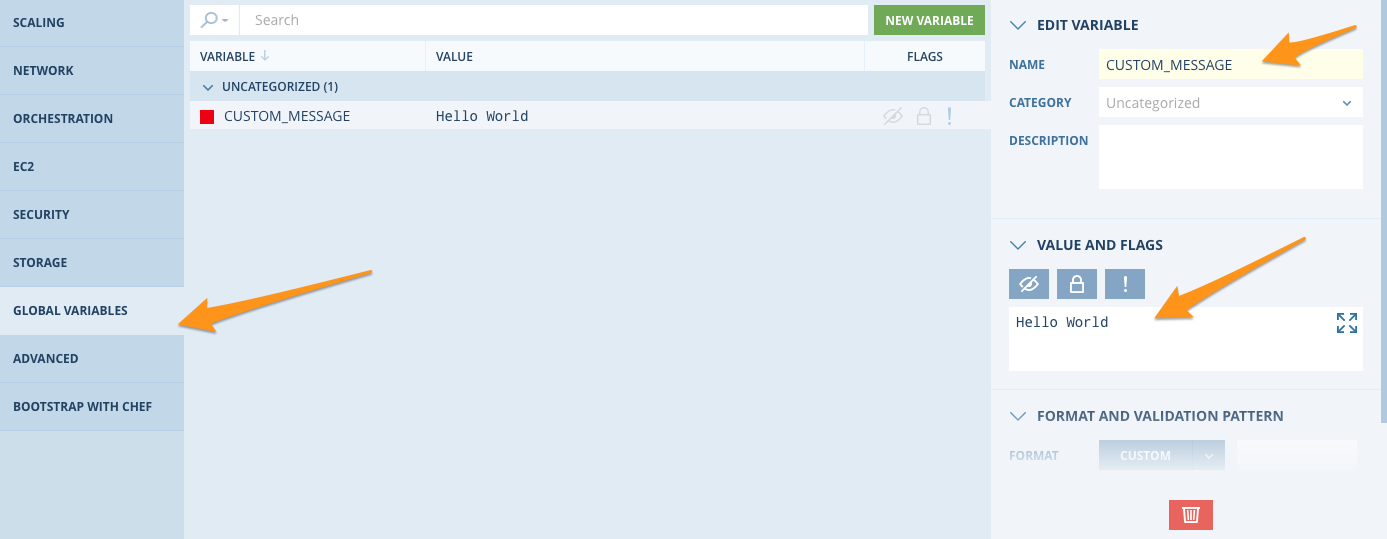 SCALING
NETWORK
ORCHESTRATION
EC2
SECURITY
STORAGE
GLOBAL VARIABLES
ADVANCED
BOOTSTRAP WITH CHEF
Search
NEW VARIABLE
VARIABLE VALUE FLAGS
UNCATEGORIZED (1)
CUSTOM_MESSAGE Hello World !
EDIT VARIABLE
NAME CUSTOM_MESSAGE
CATEGORY Uncategorized
DESCRIPTION
VALUE AND FLAGS
!
Hello World
FORMAT AND VALIDATION PATTERN
FORMAT CUSTOM